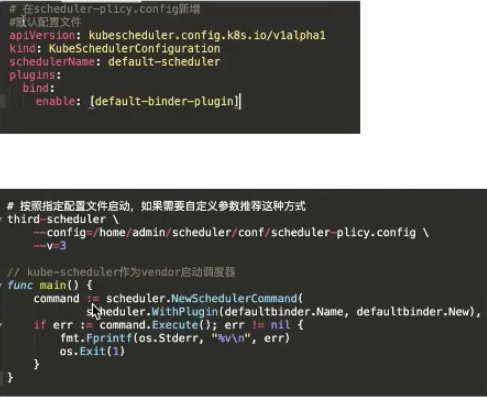 # 在scheduler-plicy.config新增
#默认配置文件
apiVersion: kubescheduler.config.k8s.io/v1alpha1
kind: KubeSchedulerConfiguration
schedulerName: default-scheduler
plugins:
  bind:
    enable: [default-binder-plugin]
# 按照指定配置文件启动，如果需要自定义参数推荐这种方式
third-scheduler \
    --config=/home/admin/scheduler/conf/scheduler-plicy.config \
    --v=3
// kube-scheduler作为vendor启动调度器
func main() {
    command := scheduler.NewSchedulerCommand(
            scheduler.WithPlugin(defaultbinder.Name, defaultbinder.New),
    if err := command.Execute(); err != nil {
        fmt.Fprintf(os.Stderr, "%v\n", err)
        os.Exit(1)
    }
}